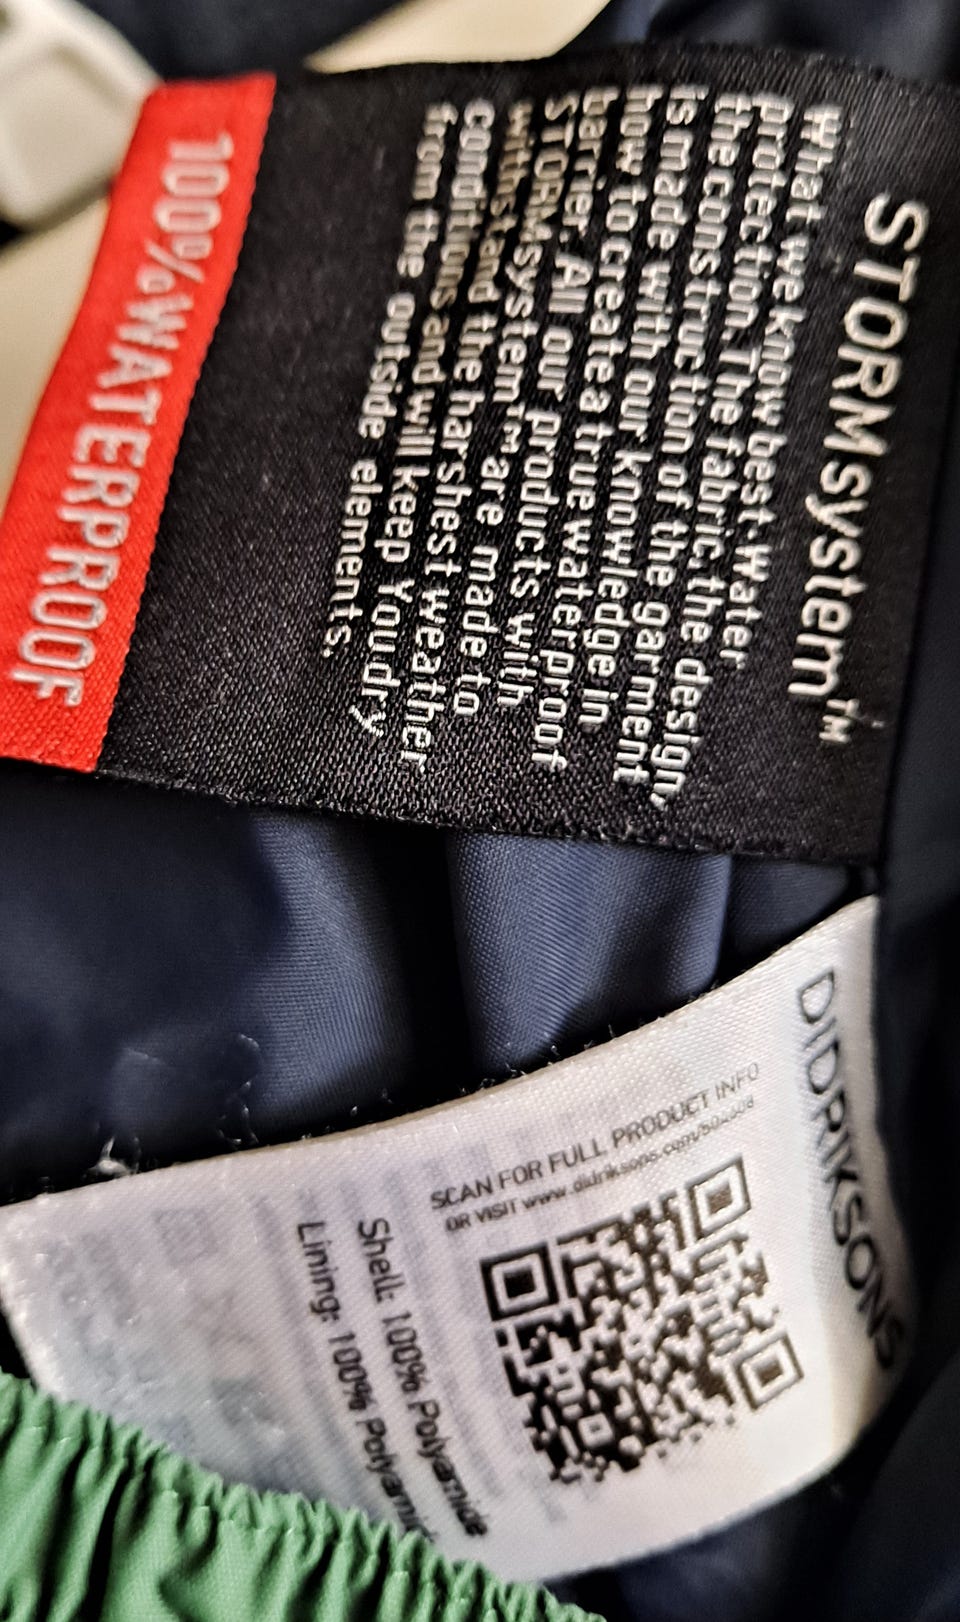 STORMsystem™
What we know best. Water
protection. The fabric, the design,
the construction of the garment
is made with our knowledge in
how to create a true waterproof
barrier. All our products with
STORMsystem™ are made to
withstand the harshest weather
conditions and will keep You dry
from the outside elements.
100% WATERPROOF
DIDRIKSONS
SCAN FOR FULL PRODUCT INFO
OR VISIT www.didriksons.com/
Shell: 100% Polyamide
Lining: 100% Polyamid